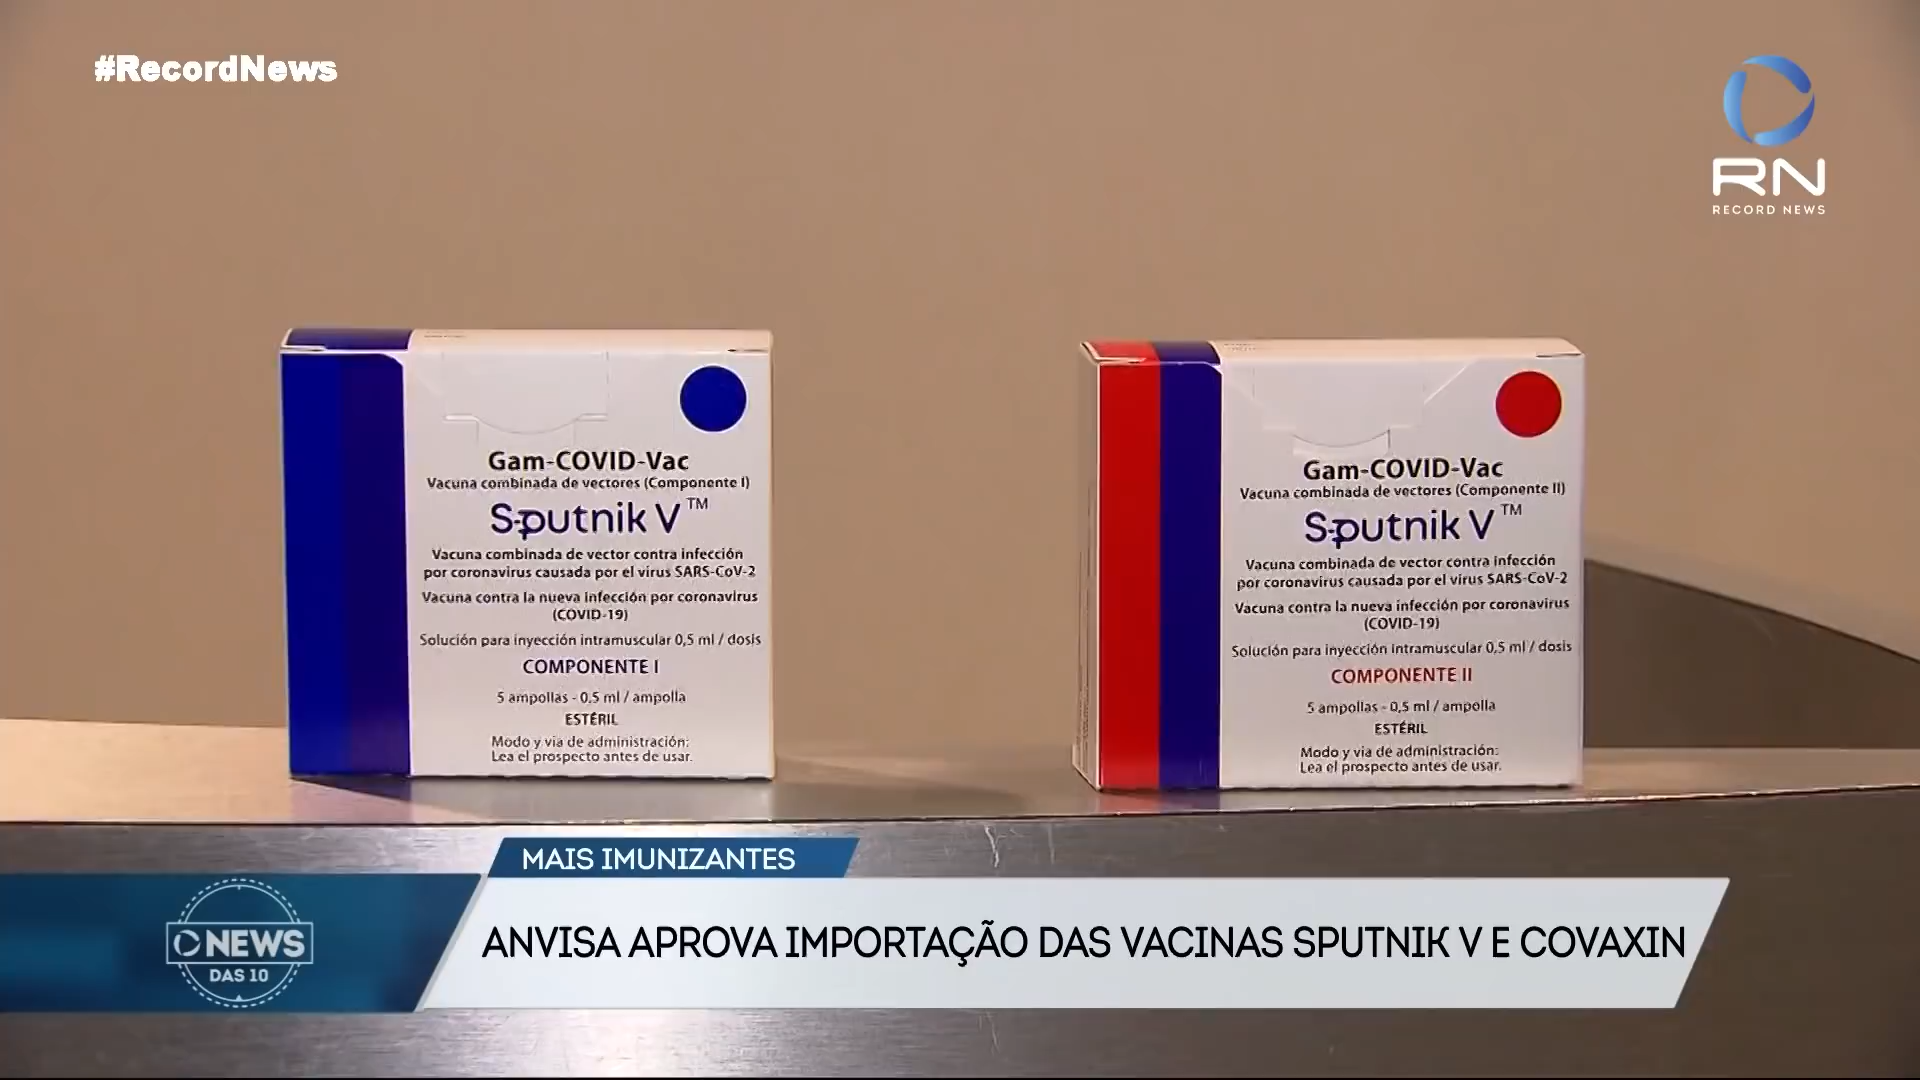 #RecordNews
RN
RECORD NEWS
Gam-COVID-Vac
Vacuna combinada de vectores (Componente I)
Sputnik V™
Vacuna combinada de vector contra infección
por coronavirus causada por el virus SARS-CoV-2
Vacuna contra la nueva infección por coronavirus
(COVID-19)
Solución para inyección intramuscular 0,5 ml / dosis
COMPONENTE I
5 ampollas - 0,5 ml / ampolla
ESTÉRIL
Modo y via de administración:
Lea el prospecto antes de usar.
Gam-COVID-Vac
Vacuna combinada de vectores (Componente II)
Sputnik V™
Vacuna combinada de vector contra infección
por coronavirus causada por el virus SARS-CoV-2
Vacuna contra la nueva infección por coronavirus
(COVID-19)
Solución para inyección intramuscular 0,5 ml / dosis
COMPONENTE II
5 ampollas - 0,5 ml / ampolla
ESTÉRIL
Modo y via de administración:
Lea el prospecto antes de usar.
MAIS IMUNIZANTES
NEWS
DAS 10
ANVISA APROVA IMPORTAÇÃO DAS VACINAS SPUTNIK V E COVAXIN